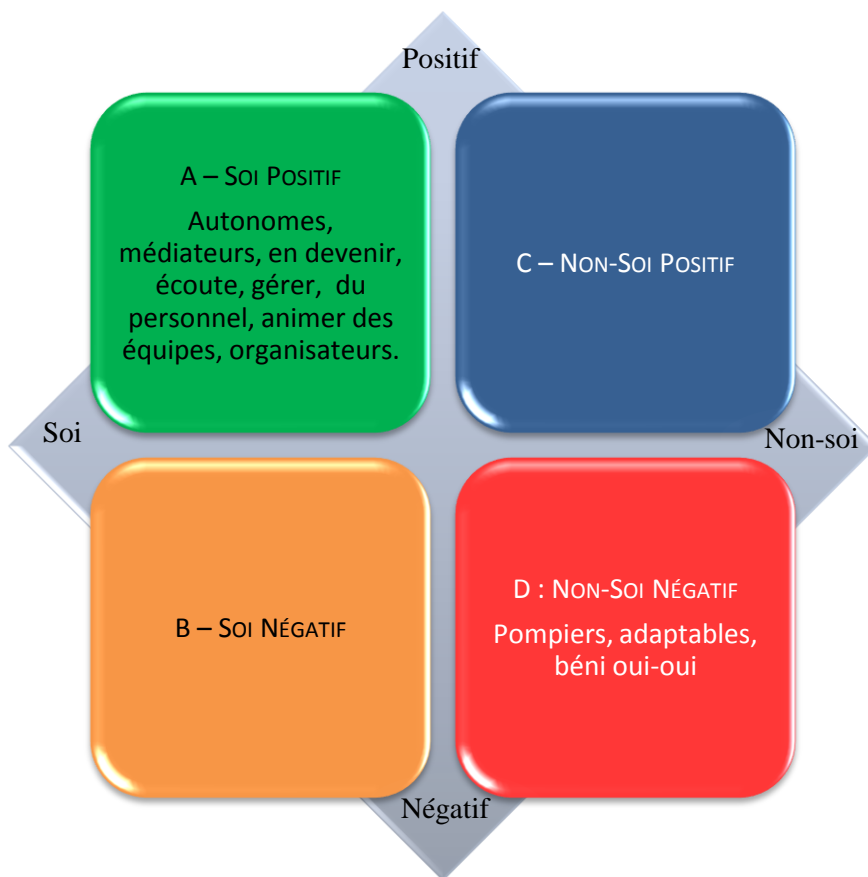 Positif
A – SOI POSITIF
Autonomes,
médiateurs, en devenir,
écoute, gérer, du
personnel, animer des
équipes, organisateurs.
C – NON-SOI POSITIF
Soi
Non-soi
B – SOI NÉGATIF
D : NON-SOI NÉGATIF
Pompiers, adaptables,
béni oui-oui
Négatif